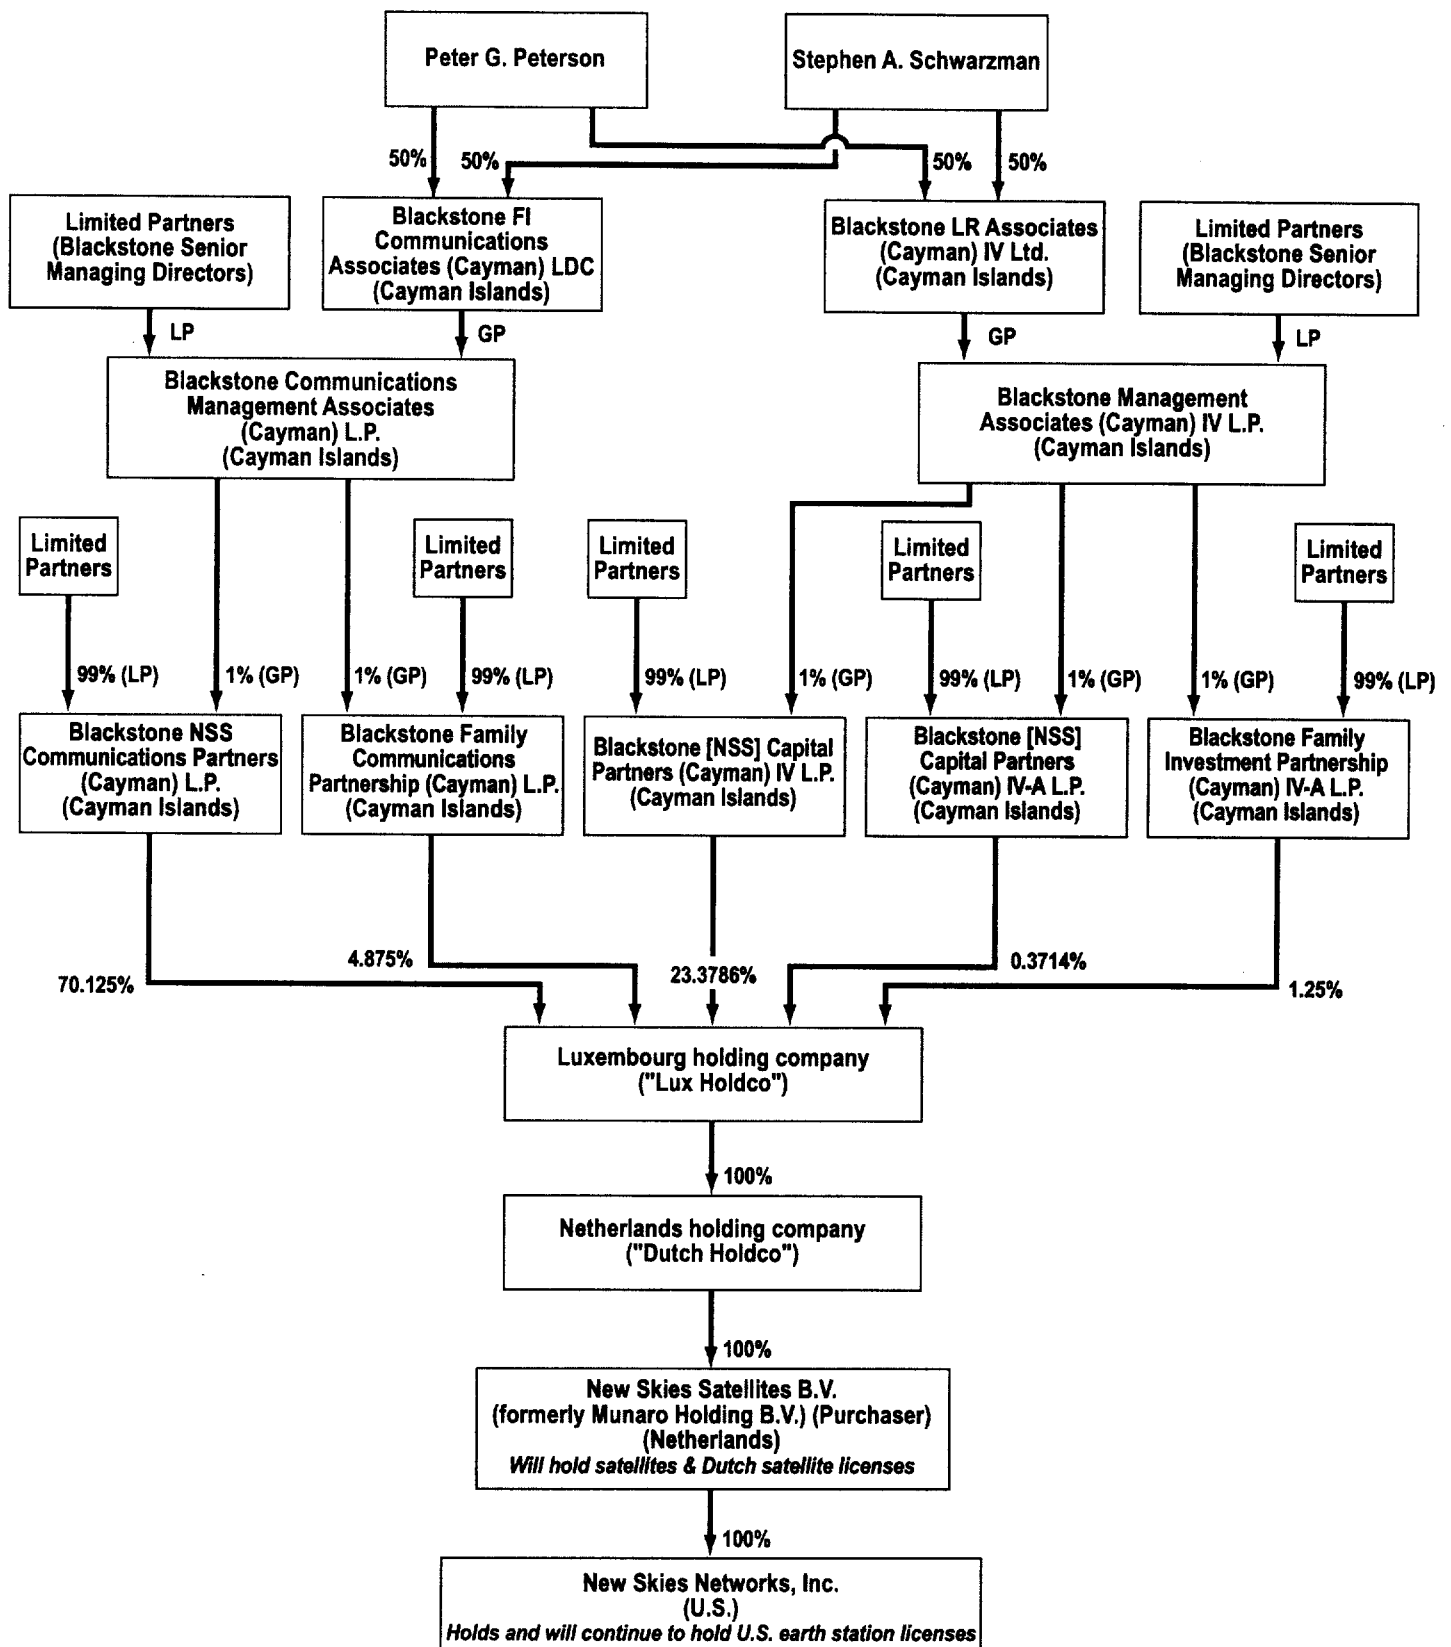 Peter G. Peterson
Stephen A. Schwarzman
50%
50%
50%
50%
Limited Partners
(Blackstone Senior
Managing Directors)
Blackstone FI
Communications
Associates (Cayman) LDC
(Cayman Islands)
Blackstone LR Associates
(Cayman) IV Ltd.
(Cayman Islands)
Limited Partners
(Blackstone Senior
Managing Directors)
LP
GP
GP
LP
Blackstone Communications
Management Associates
(Cayman) L.P.
(Cayman Islands)
Blackstone Management
Associates (Cayman) IV L.P.
(Cayman Islands)
Limited
Partners
Limited
Partners
Limited
Partners
Limited
Partners
Limited
Partners
99% (LP)
1% (GP)
1% (GP)
99% (LP)
99% (LP)
1% (GP)
99% (LP)
1% (GP)
1% (GP)
99% (LP)
Blackstone NSS
Communications Partners
(Cayman) L.P.
(Cayman Islands)
Blackstone Family
Communications
Partnership (Cayman) L.P.
(Cayman Islands)
Blackstone [NSS] Capital
Partners (Cayman) IV L.P.
(Cayman Islands)
Blackstone [NSS]
Capital Partners
(Cayman) IV-A L.P.
(Cayman Islands)
Blackstone Family
Investment Partnership
(Cayman) IV-A L.P.
(Cayman Islands)
70.125%
4.875%
23.3786%
0.3714%
1.25%
Luxembourg holding company
("Lux Holdco")
100%
Netherlands holding company
("Dutch Holdco")
100%
New Skies Satellites B.V.
(formerly Munaro Holding B.V.) (Purchaser)
(Netherlands)
Will hold satellites & Dutch satellite licenses
100%
New Skies Networks, Inc.
(U.S.)
Holds and will continue to hold U.S. earth station licenses